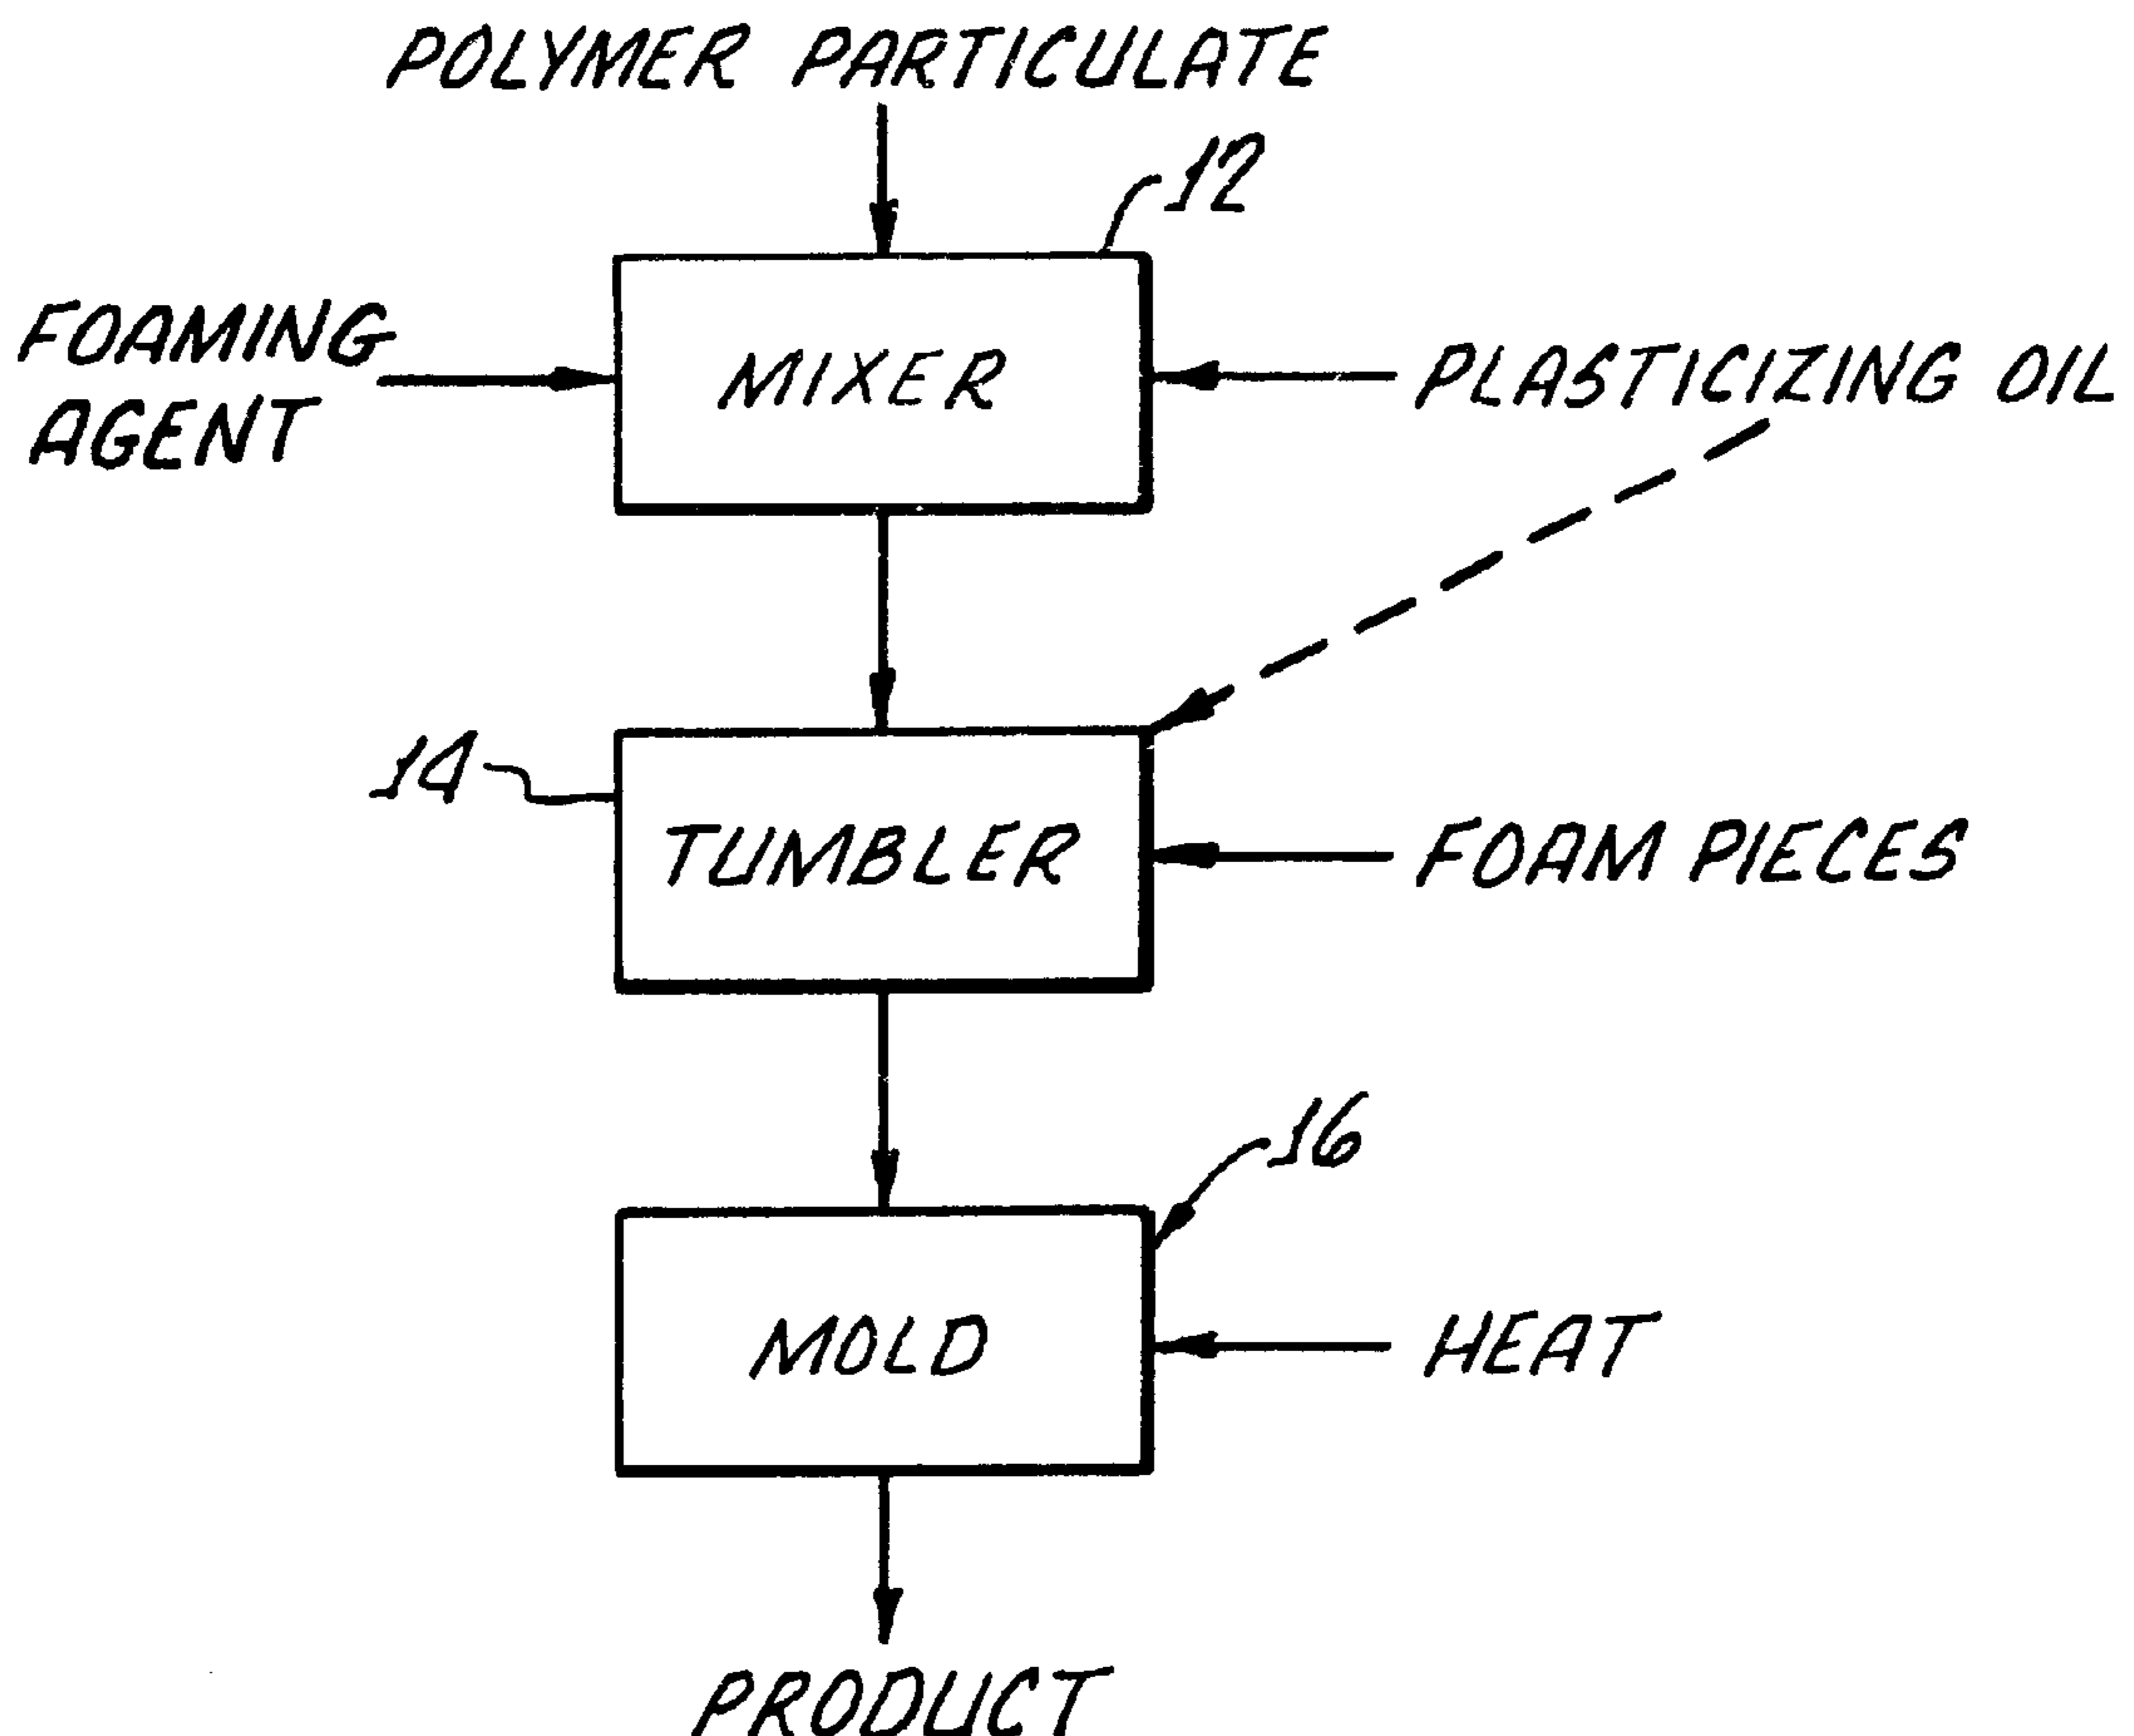 POLYMER PARTICULATE
12
FOAMING
AGENT
MIXER
PLASTICIZING OIL
14
TUMBLER
FOAM PIECES
16
MOLD
HEAT
PRODUCT